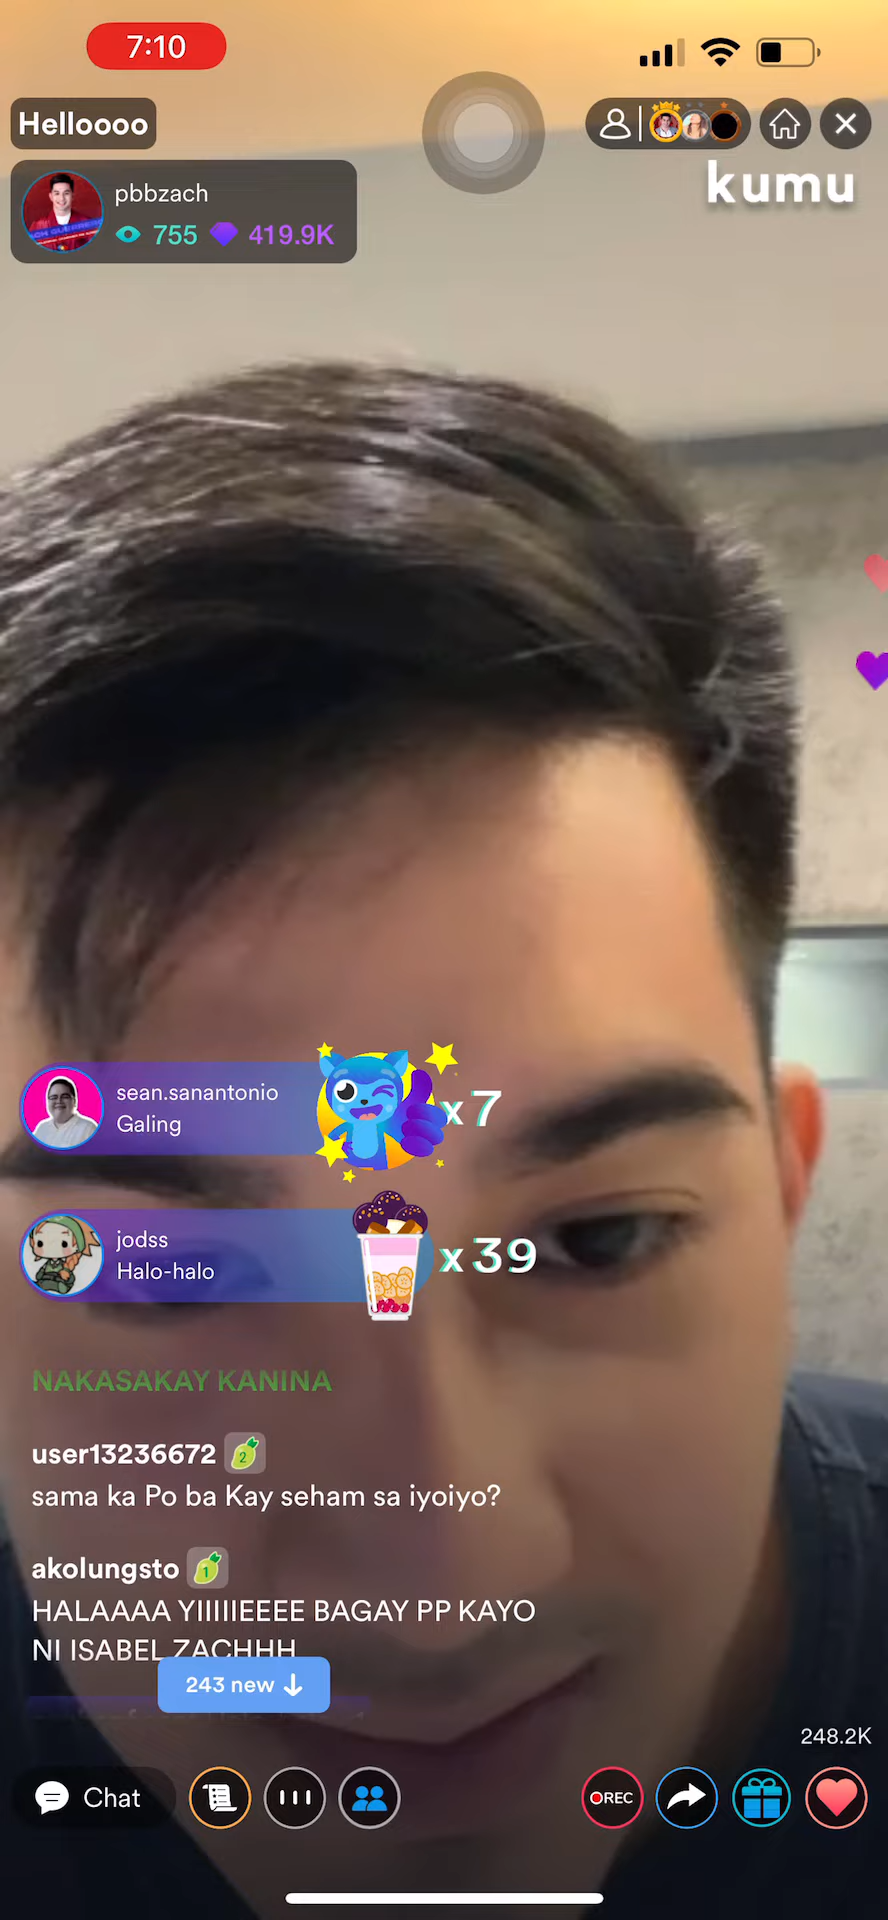 7:10
Helloooo
kumu
pbbzach
755 419.9K
sean.sanantonio
Galing
x7
jodss
Halo-halo
x39
NAKASAKAY KANINA
user13236672 2
sama ka Po ba Kay seham sa iyoiyo?
akolungsto 1
HALAAAA YIIIIIEEEE BAGAY PP KAYO
NI ISABEL ZACHHH
243 new
248.2K
Chat
REC